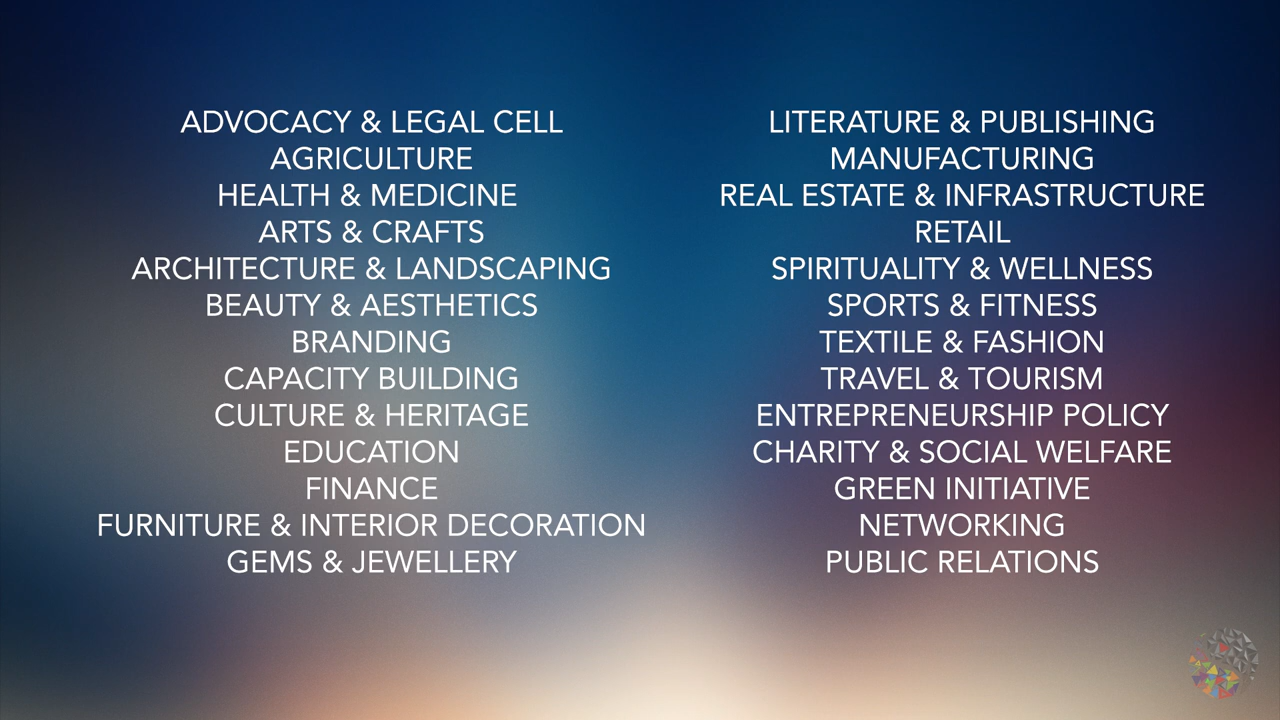 ADVOCACY & LEGAL CELL
AGRICULTURE
HEALTH & MEDICINE
ARTS & CRAFTS
ARCHITECTURE & LANDSCAPING
BEAUTY & AESTHETICS
BRANDING
CAPACITY BUILDING
CULTURE & HERITAGE
EDUCATION
FINANCE
FURNITURE & INTERIOR DECORATION
GEMS & JEWELLERY
LITERATURE & PUBLISHING
MANUFACTURING
REAL ESTATE & INFRASTRUCTURE
RETAIL
SPIRITUALITY & WELLNESS
SPORTS & FITNESS
TEXTILE & FASHION
TRAVEL & TOURISM
ENTREPRENEURSHIP POLICY
CHARITY & SOCIAL WELFARE
GREEN INITIATIVE
NETWORKING
PUBLIC RELATIONS